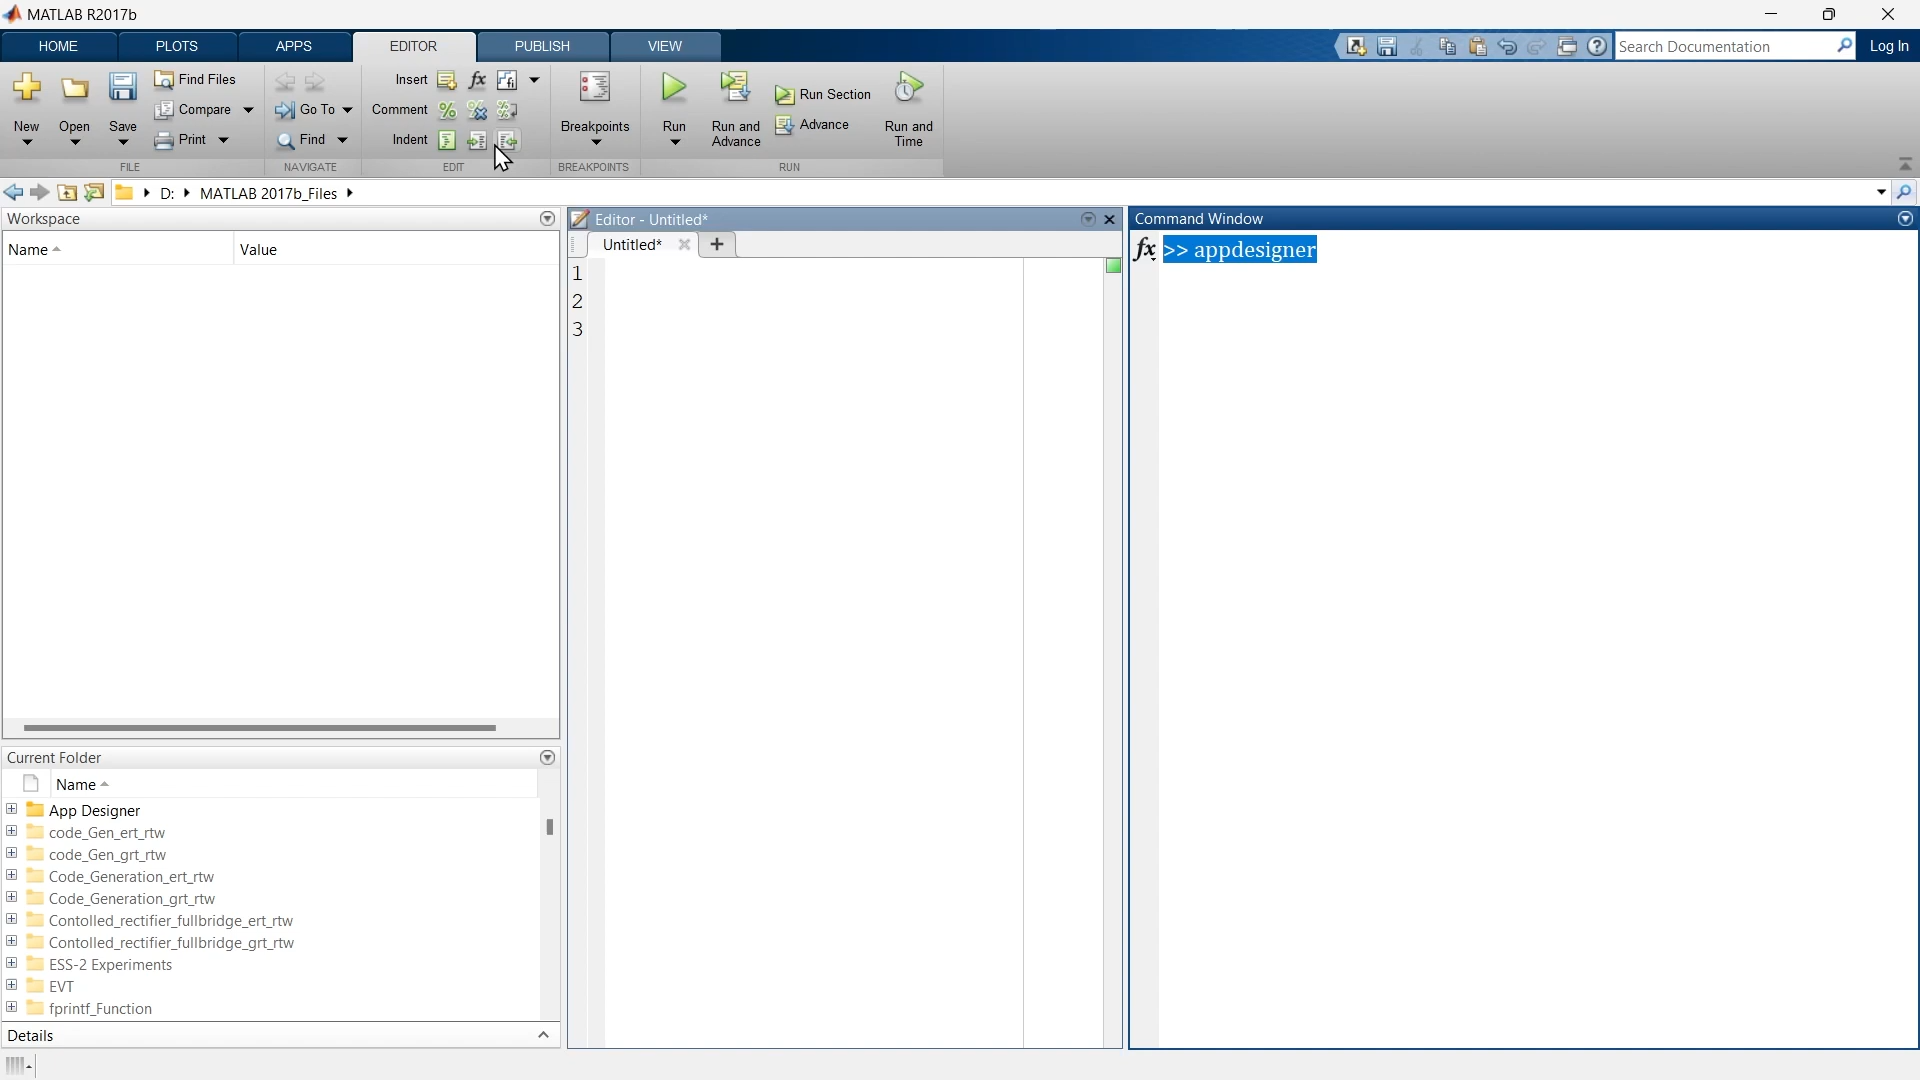 MATLAB R2017b
HOME PLOTS APPS EDITOR PUBLISH VIEW
Search Documentation
Log In
New
Open
Save
Find Files
Compare
Print
FILE
Go To
Find
NAVIGATE
Insert fx
Comment
Indent
EDIT
Breakpoints
BREAKPOINTS
Run
Run and
Advance
Run Section
Advance
Run and
Time
RUN
D: MATLAB 2017b_Files
Workspace
Name Value
Current Folder
Name
App Designer
code_Gen_ert_rtw
code_Gen_grt_rtw
Code_Generation_ert_rtw
Code_Generation_grt_rtw
Contolled_rectifier_fullbridge_ert_rtw
Contolled_rectifier_fullbridge_grt_rtw
ESS-2 Experiments
EVT
fprintf_Function
Details
Editor - Untitled*
Untitled*
1
2
3
Command Window
fx >> appdesigner